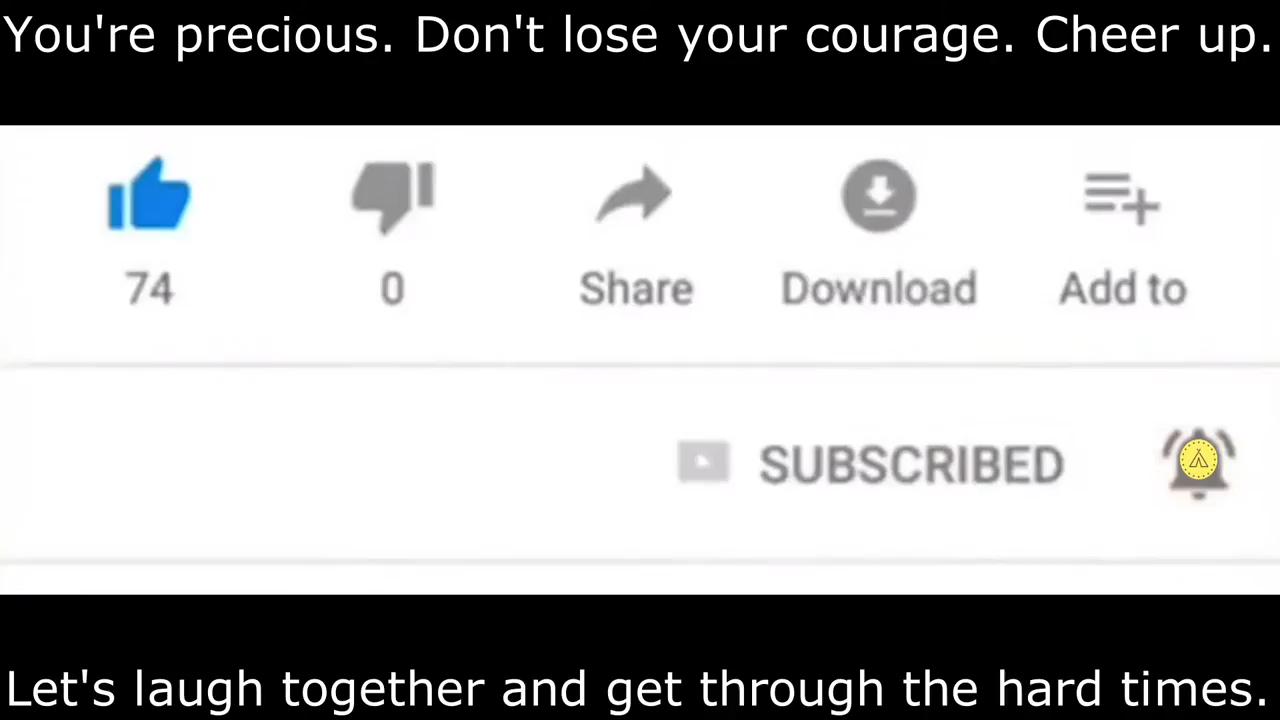 You're precious. Don't lose your courage. Cheer up.
74 0 Share Download Add to
SUBSCRIBED
Let's laugh together and get through the hard times.